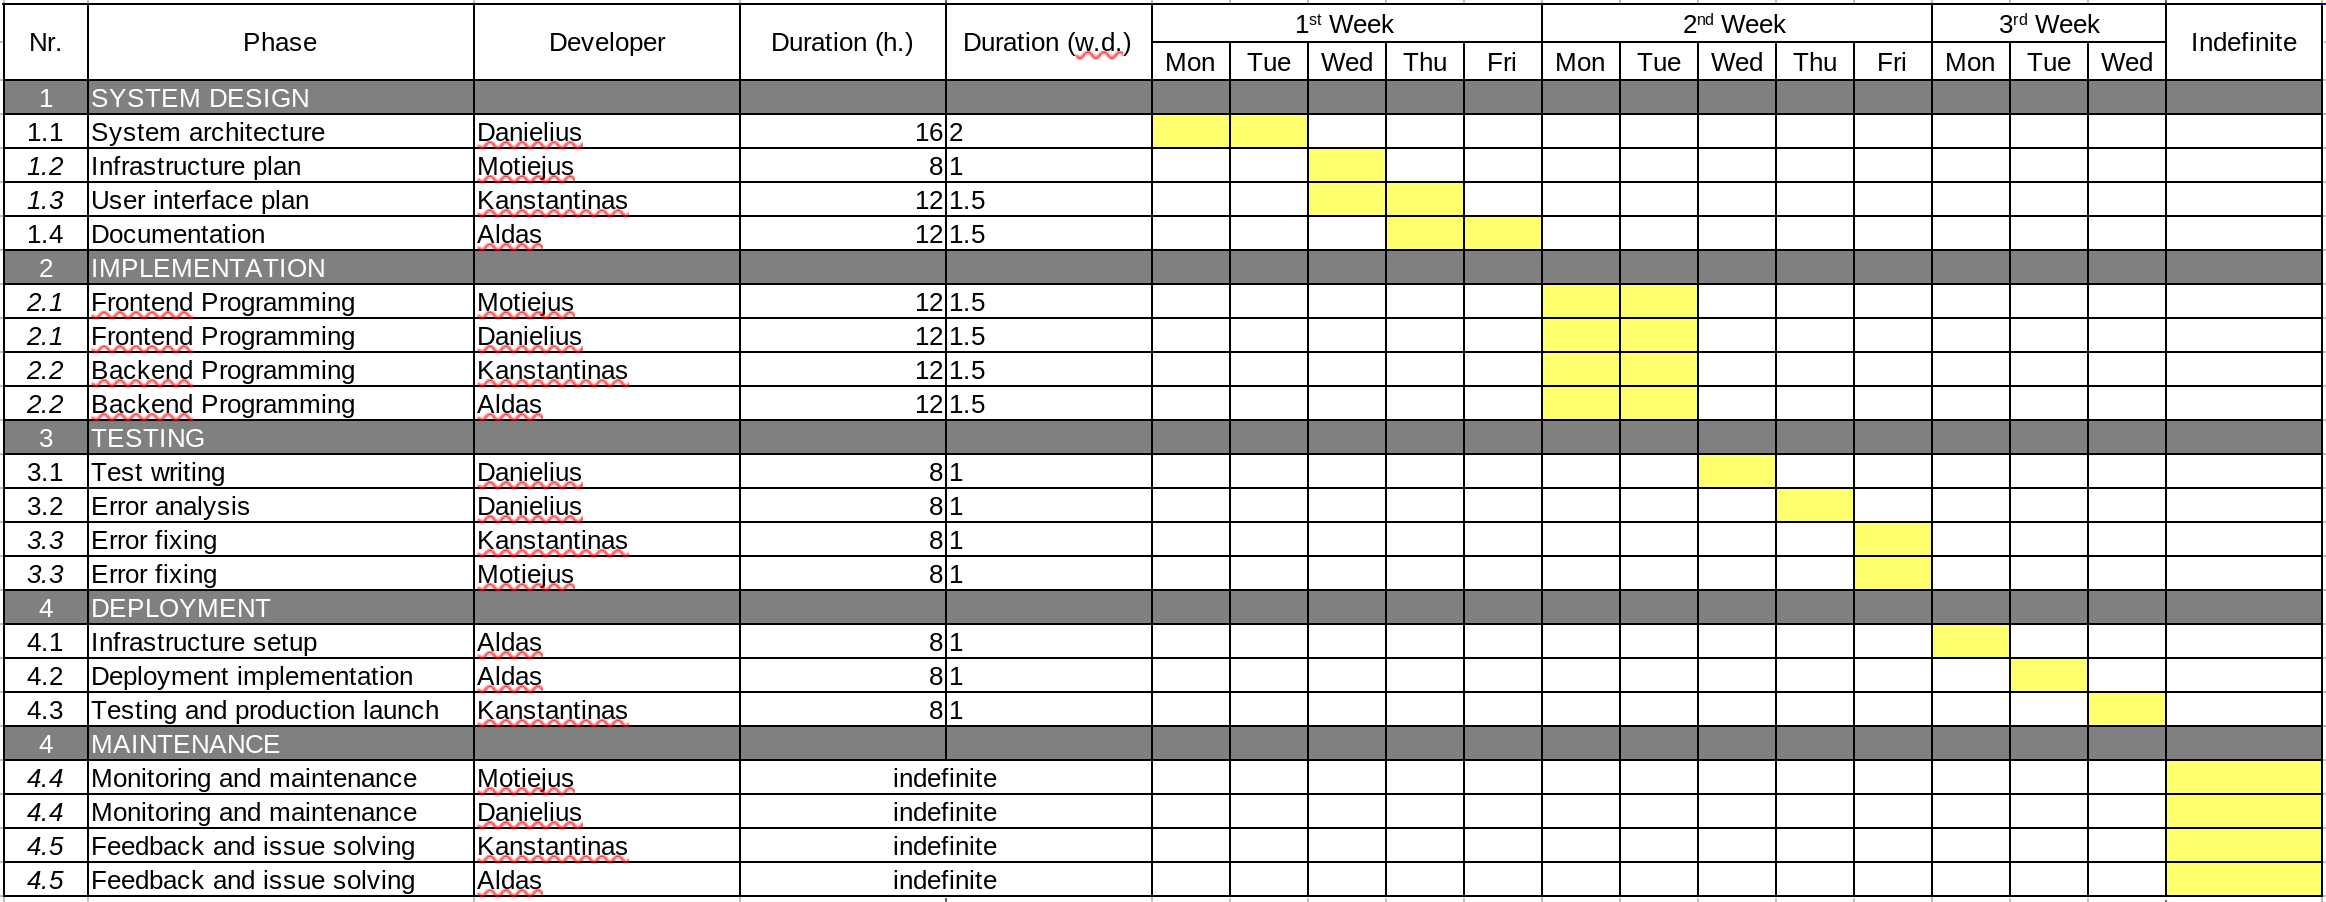 Nr. Phase Developer Duration (h.) Duration (w.d.) 1st Week 2nd Week 3rd Week Indefinite
Mon Tue Wed Thu Fri Mon Tue Wed Thu Fri Mon Tue Wed
1 SYSTEM DESIGN
1.1 System architecture Danielius 16 2
1.2 Infrastructure plan Motiejus 8 1
1.3 User interface plan Kanstantinas 12 1.5
1.4 Documentation Aldas 12 1.5
2 IMPLEMENTATION
2.1 Frontend Programming Motiejus 12 1.5
2.1 Frontend Programming Danielius 12 1.5
2.2 Backend Programming Kanstantinas 12 1.5
2.2 Backend Programming Aldas 12 1.5
3 TESTING
3.1 Test writing Danielius 8 1
3.2 Error analysis Danielius 8 1
3.3 Error fixing Kanstantinas 8 1
3.3 Error fixing Motiejus 8 1
4 DEPLOYMENT
4.1 Infrastructure setup Aldas 8 1
4.2 Deployment implementation Aldas 8 1
4.3 Testing and production launch Kanstantinas 8 1
4 MAINTENANCE
4.4 Monitoring and maintenance Motiejus indefinite
4.4 Monitoring and maintenance Danielius indefinite
4.5 Feedback and issue solving Kanstantinas indefinite
4.5 Feedback and issue solving Aldas indefinite